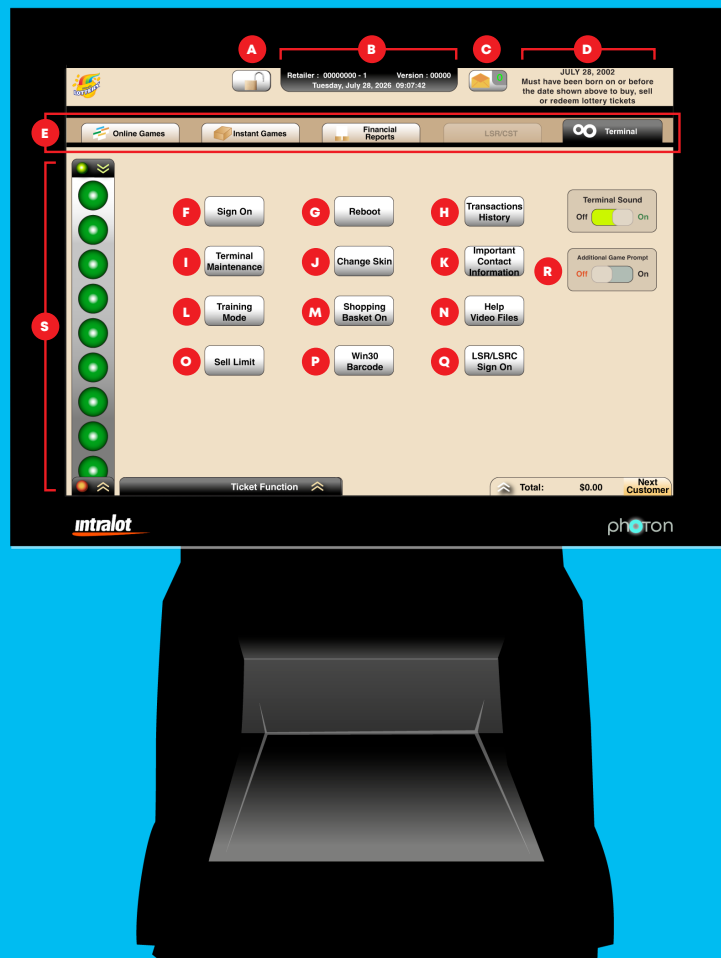 A
B
C
D
Retailer : 00000000 - 1 Version : 00000
Tuesday, July 28, 2026 09:07:42
JULY 28, 2002
Must have been born on or before
the date shown above to buy, sell
or redeem lottery tickets
E
Online Games
Instant Games
Financial
Reports
LSR/CST
Terminal
F
Sign On
G
Reboot
H
Transactions
History
Terminal Sound
Off
On
I
Terminal
Maintenance
J
Change Skin
K
Important
Contact
Information
R
Additional Game Prompt
Off
On
L
Training
Mode
M
Shopping
Basket On
N
Help
Video Files
S
O
Sell Limit
P
Win30
Barcode
Q
LSR/LSRC
Sign On
Ticket Function
Total: $0.00
Next
Customer
intralot
photon